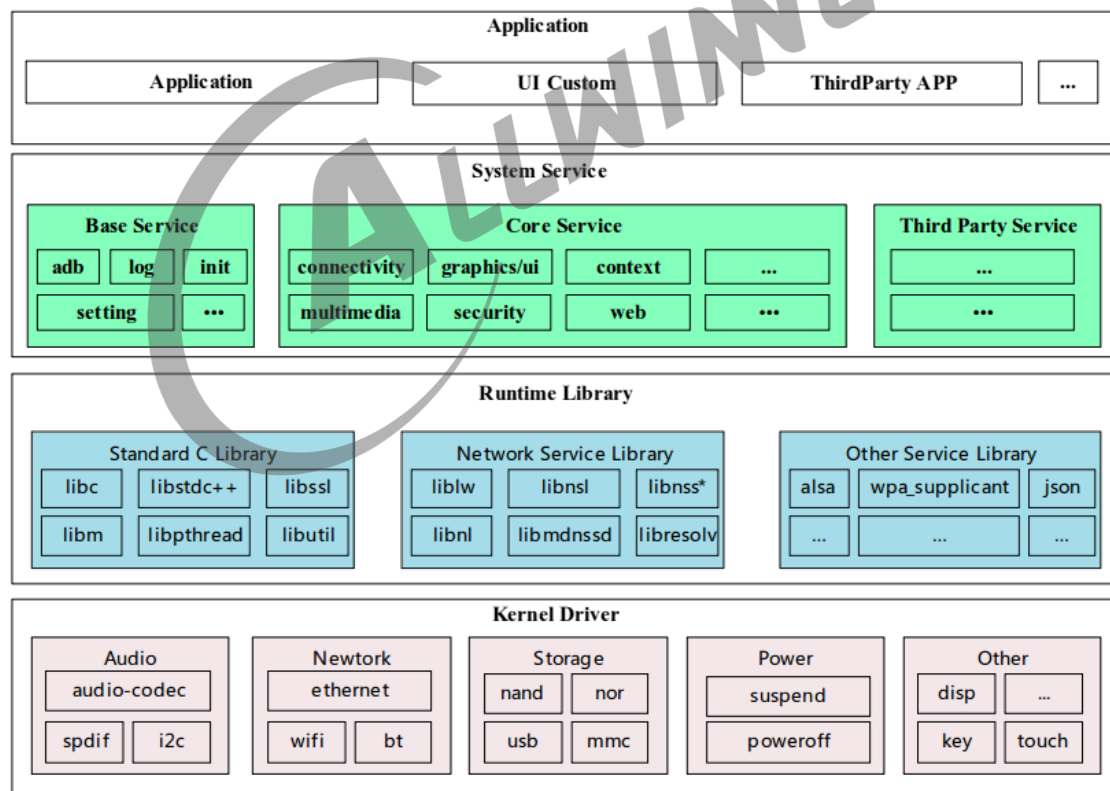 Application
Application UI Custom ThirdParty APP ...
System Service
Base Service Core Service Third Party Service
adb log init connectivity graphics/ui context ... ...
setting ... multimedia security web ... ...
Runtime Library
Standard C Library Network Service Library Other Service Library
libc libstdc++ libssl liblw libnsl libnss* alsa wpa_supplicant json
libm libpthread libutil libnl libmdnssd libresolv ... ... ...
Kernel Driver
Audio Newtork Storage Power Other
audio-codec ethernet nand nor suspend disp ...
spdif i2c wifi bt usb mmc poweroff key touch